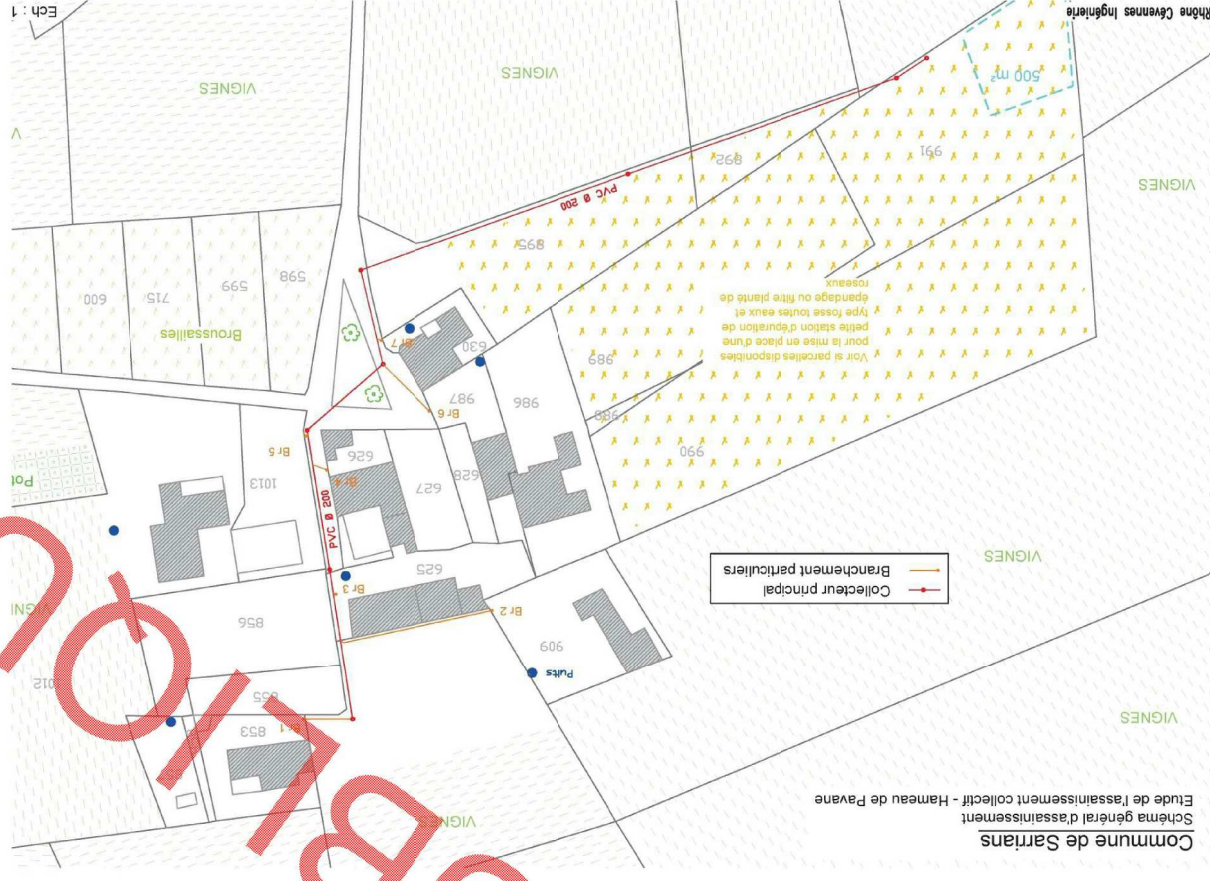 Commune de Sarrians
Schéma général d'assainissement
Etude de l'assainissement collectif - Hameau de Pavane
VIGNES
VIGNES
853
Br 1
855
1012
Puits
909
Br 2
856
Br 3
625
Collecteur principal
Branchement particuliers
VIGNES
PVC Ø 200
1013
Br 4
Br 5
626
627
628
990
986
987
988
989
Br 6
630
Br 7
Voir si parcelles disponibles
pour la mise en place d'une
petite station d'épuration de
type fosse toutes eaux et
épandage ou filtre planté de
roseaux
Broussailles
598
599
715
600
895
PVC Ø 200
892
991
VIGNES
500 m²
VIGNES
VIGNES
Rhône Cévennes Ingénierie
Ech : 1